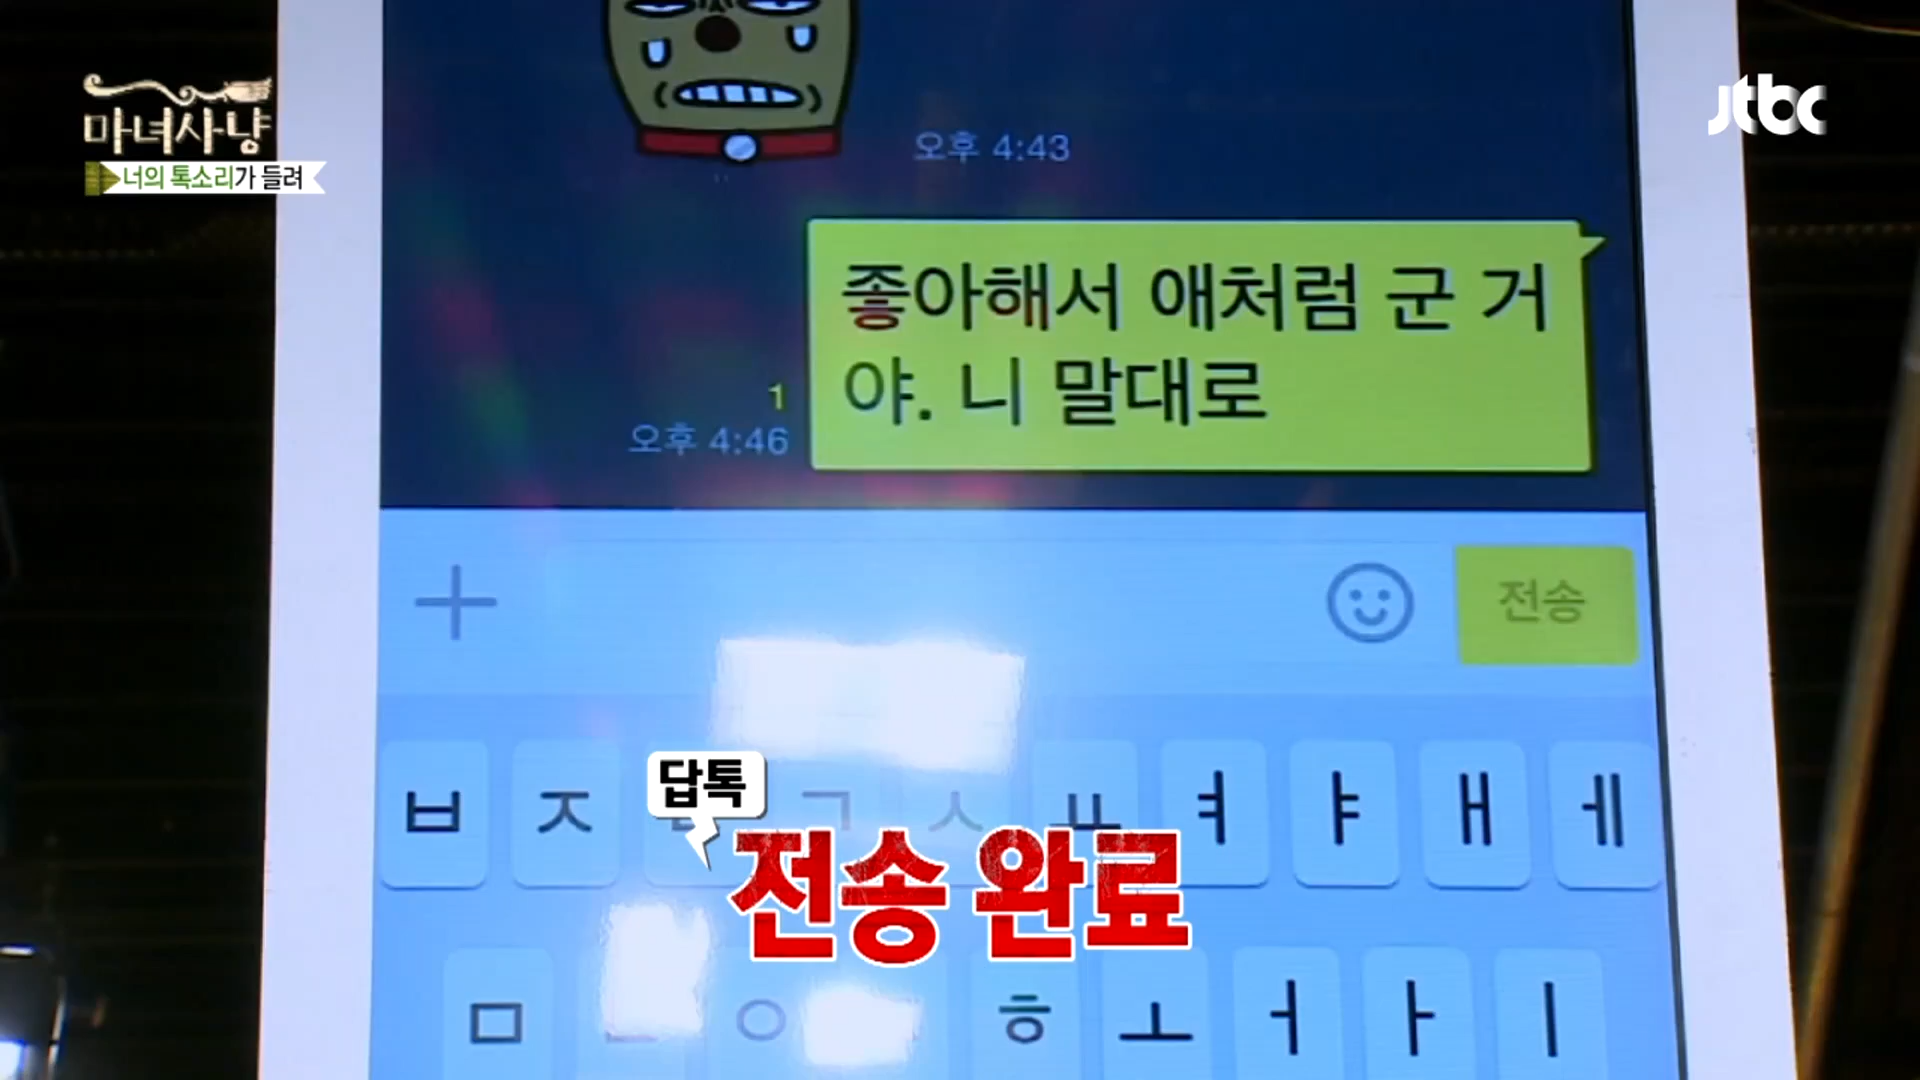 마녀사냥
jtbc
너의 톡소리가 들려
오후 4:43
좋아해서 애처럼 군 거
야. 니 말대로
1
오후 4:46
전송
ㅂ ㅈ ㄱ ㅅ ㅛ ㅕ ㅑ ㅐ ㅔ
답톡
전송 완료
ㅁ ㅇ ㅎ ㅗ ㅓ ㅏ ㅣ